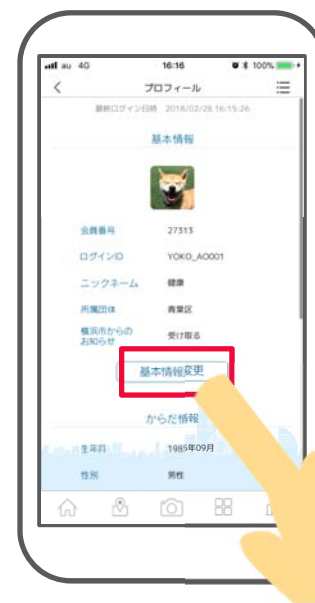 au 4G 16:16 100%
プロフィール
最終ログイン日時 2018/02/28 16:15:26
基本情報
会員番号 27313
ログインID YOKO_AO001
ニックネーム 健康
所属団体 青葉区
横浜市からの
お知らせ 受け取る
基本情報変更
からだ情報
生年月 1985年09月
性別 男性